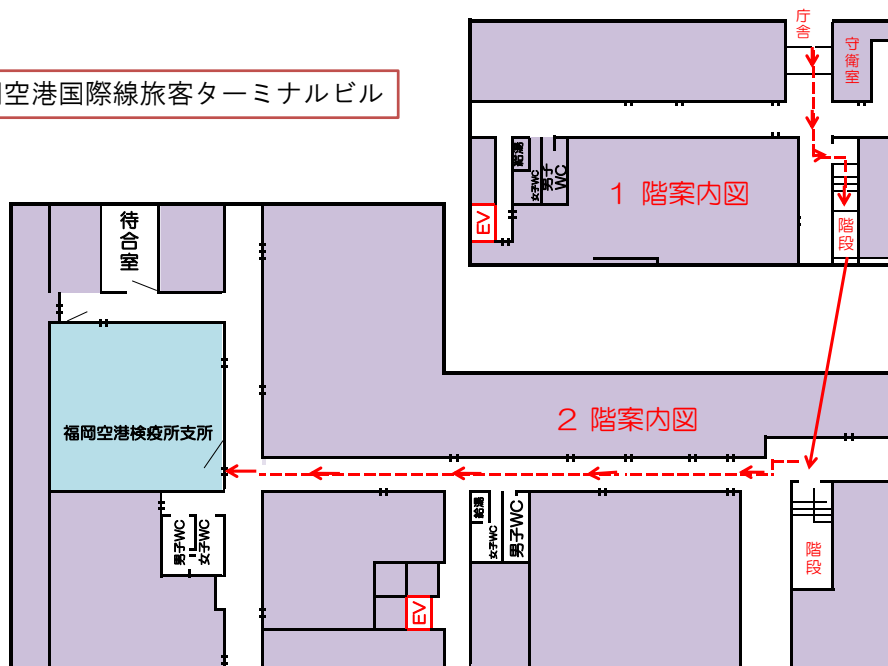 庁舎
守衛室
空港国際線旅客ターミナルビル
給湯
女子WC
男子WC
1 階案内図
EV
階段
待合室
福岡空港検疫所支所
2 階案内図
男子WC
女子WC
給湯
女子WC
男子WC
階段
EV